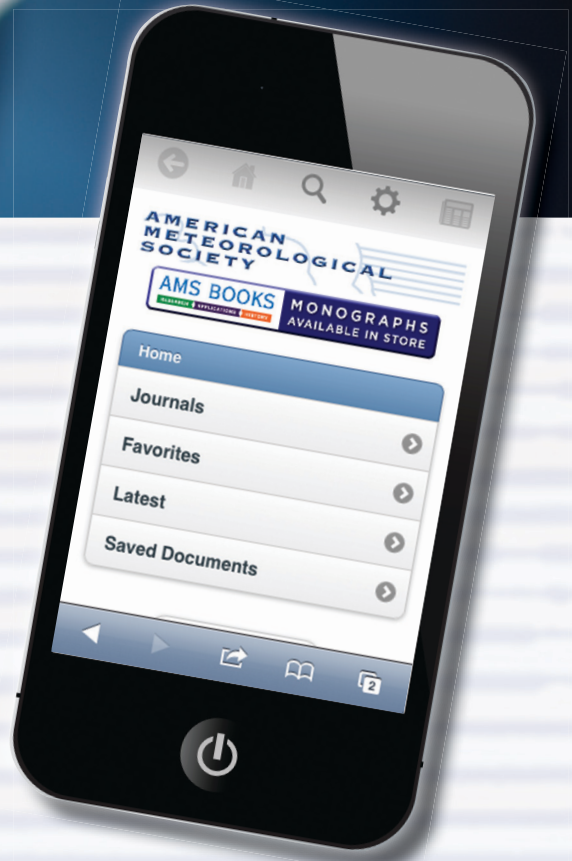 AMERICAN
METEOROLOGICAL
SOCIETY
AMS BOOKS
RESEARCH APPLICATIONS HISTORY
MONOGRAPHS
AVAILABLE IN STORE
Home
Journals
Favorites
Latest
Saved Documents
2